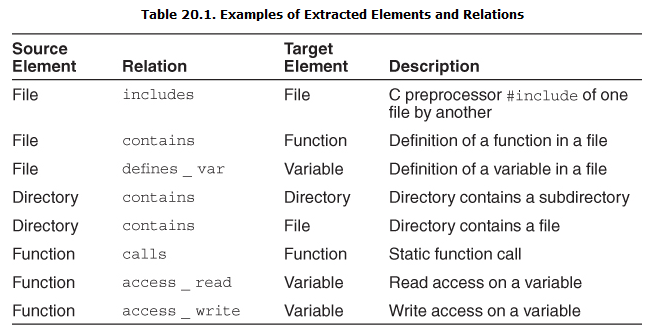 Table 20.1. Examples of Extracted Elements and Relations
Source Element Relation Target Element Description
File includes File C preprocessor #include of one
file by another
File contains Function Definition of a function in a file
File defines _ var Variable Definition of a variable in a file
Directory contains Directory Directory contains a subdirectory
Directory contains File Directory contains a file
Function calls Function Static function call
Function access _ read Variable Read access on a variable
Function access _ write Variable Write access on a variable